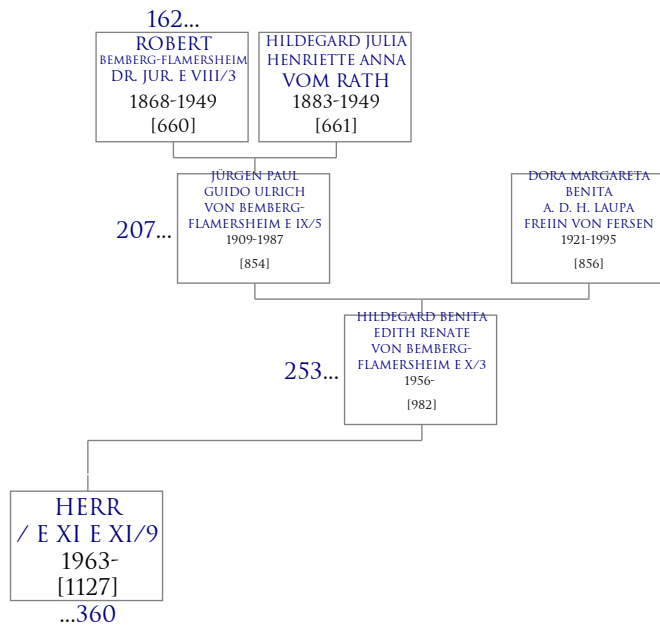 162...
ROBERT
BEMBERG-FLAMERSHEIM
DR. JUR. E VIII/3
1868-1949
[660]
HILDEGARD JULIA
HENRIETTE ANNA
VOM RATH
1883-1949
[661]
207...
JÜRGEN PAUL
GUIDO ULRICH
VON BEMBERG-
FLAMERSHEIM E IX/5
1909-1987
[854]
DORA MARGARETA
BENITA
A. D. H. LAUPA
FREIIN VON FERSEN
1921-1995
[856]
253...
HILDEGARD BENITA
EDITH RENATE
VON BEMBERG-
FLAMERSHEIM E X/3
1956-
[982]
HERR
/ E XI E XI/9
1963-
[1127]
...360